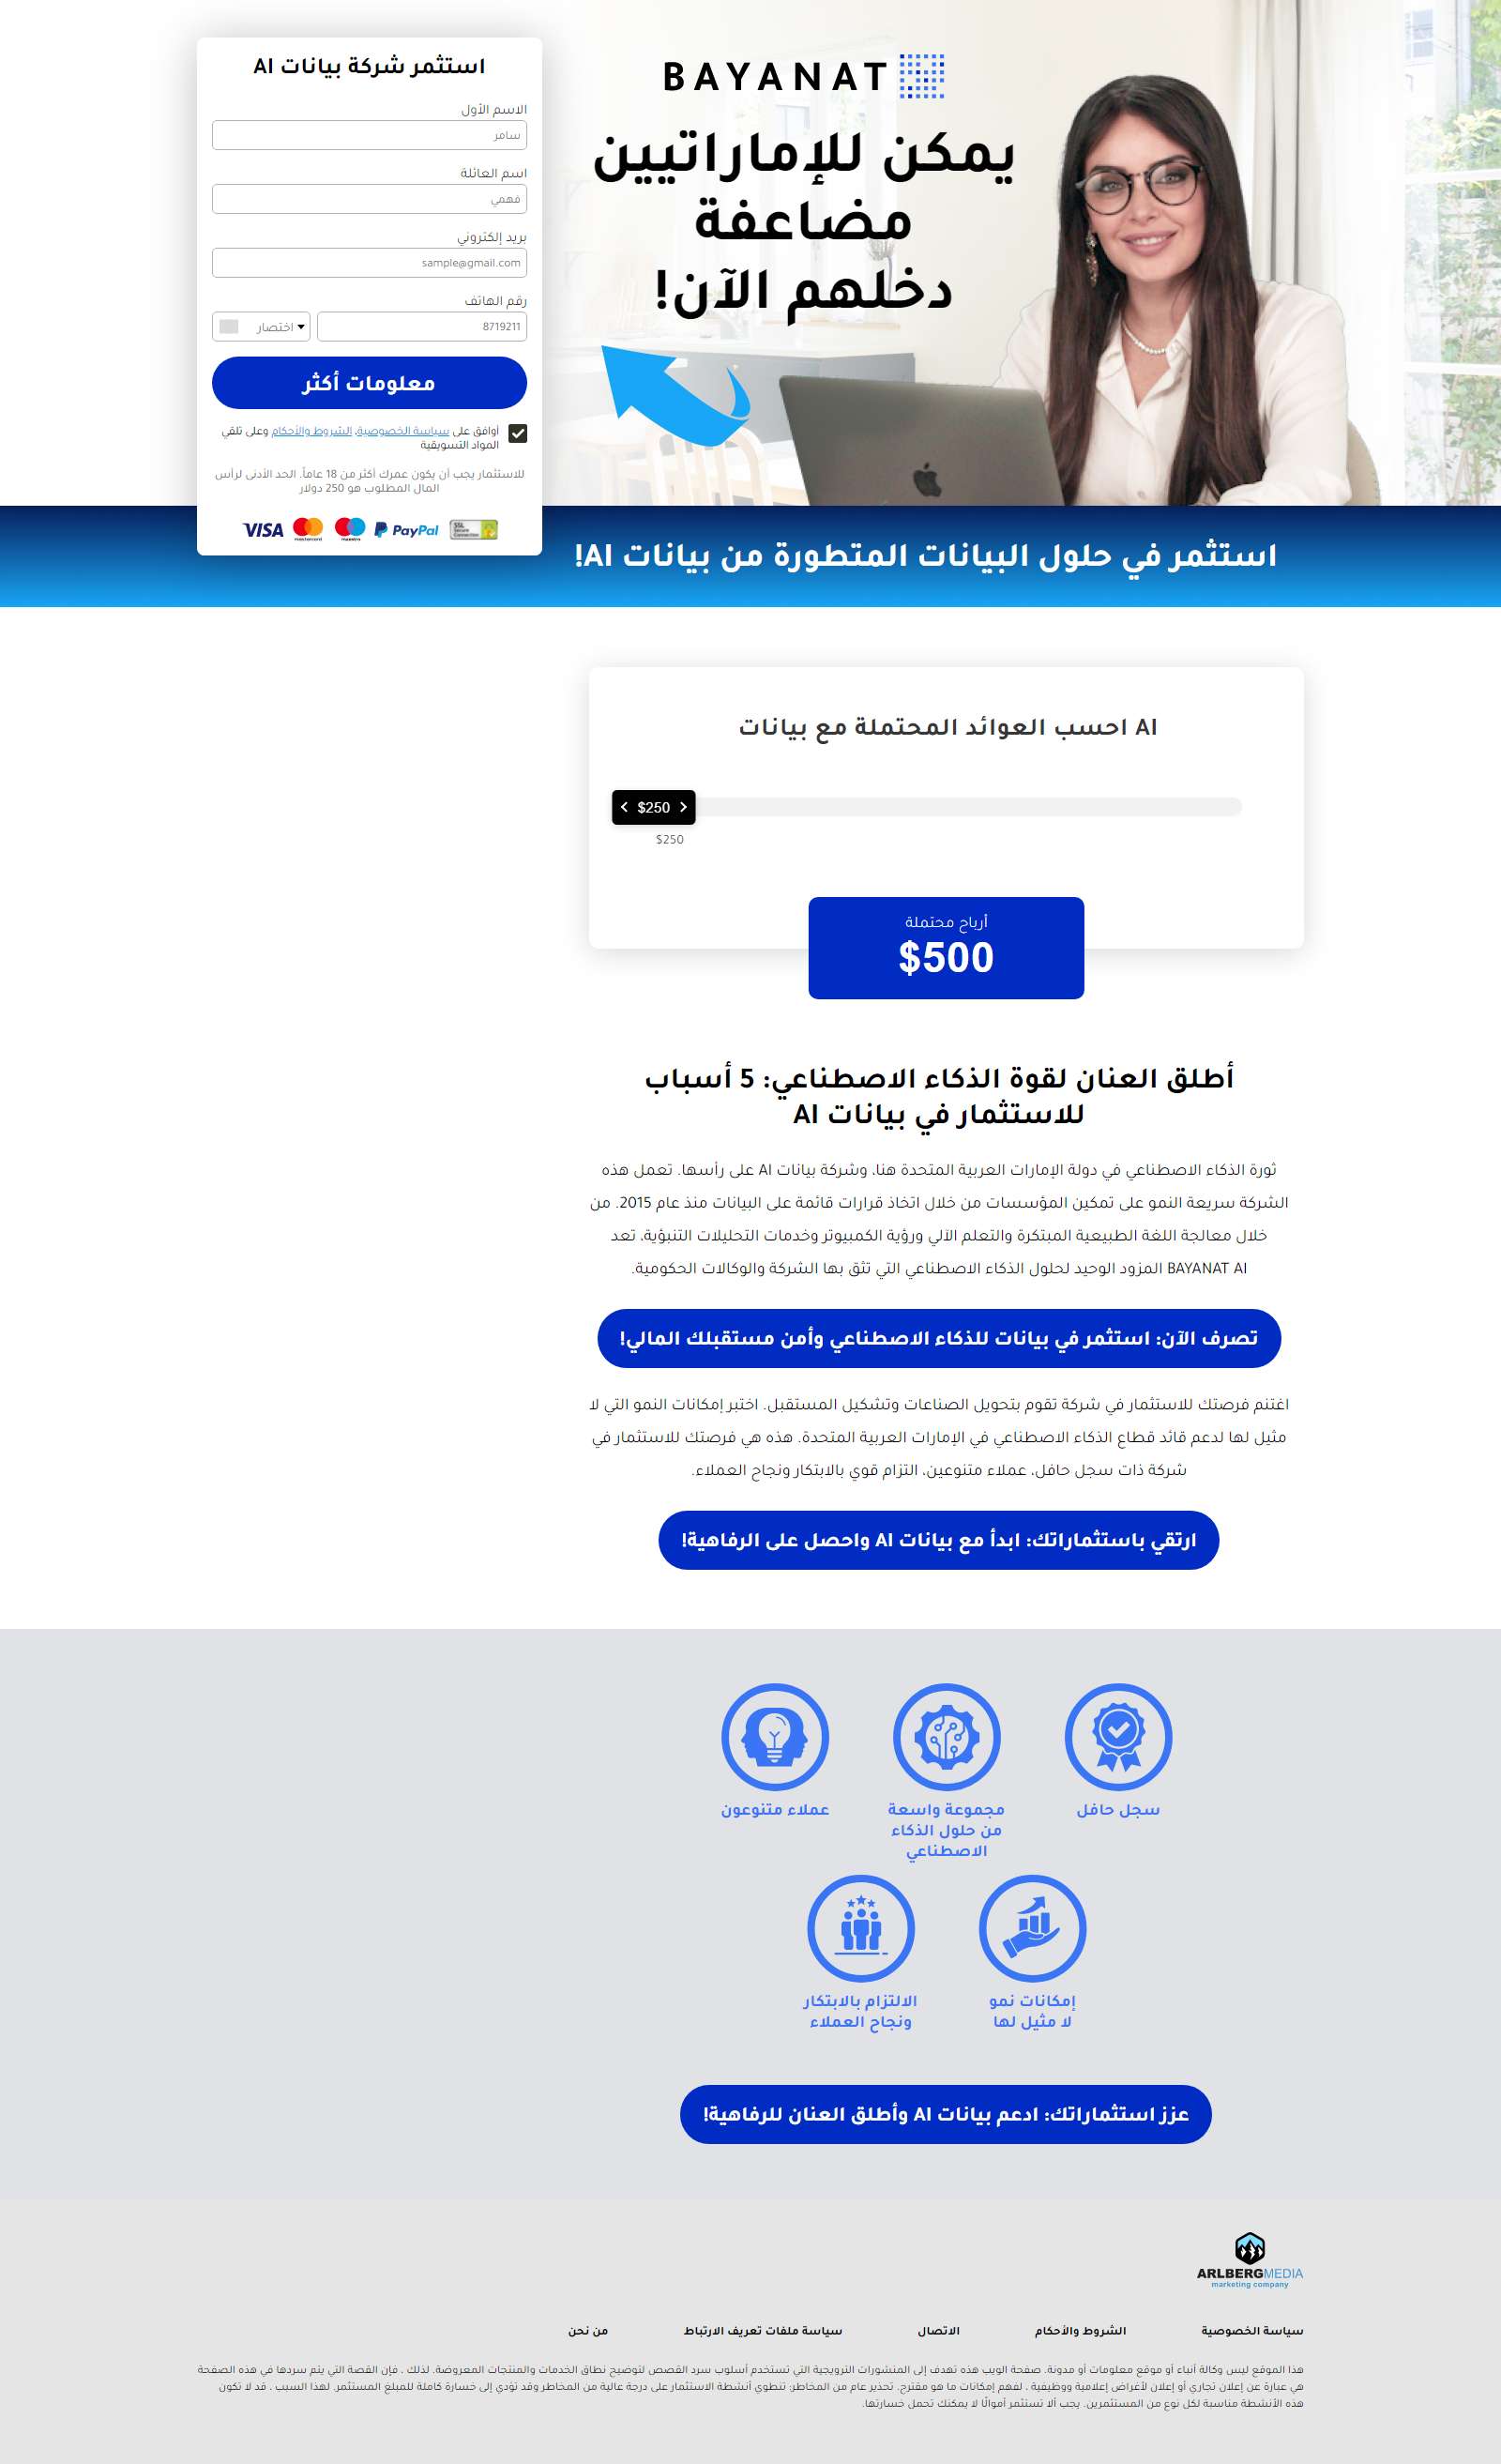 BAYANAT
يمكن للإماراتيين
مضاعفة
دخلهم الآن!
استثمر شركة بيانات AI
الاسم الأول
سامر
اسم العائلة
فهمي
بريد إلكتروني
sample@gmail.com
رقم الهاتف
8719211
اختصار
معلومات أكثر
أوافق على سياسة الخصوصية، الشروط والأحكام وعلى تلقي
المواد التسويقية
للاستثمار يجب أن يكون عمرك أكثر من 18 عاماً. الحد الأدنى لرأس
المال المطلوب هو 250 دولار
VISA mastercard maestro PayPal SSL Secure Connection
استثمر في حلول البيانات المتطورة من بيانات AI!
AI احسب العوائد المحتملة مع بيانات
$250
$250
أرباح محتملة
$500
أطلق العنان لقوة الذكاء الاصطناعي: 5 أسباب
للاستثمار في بيانات AI
ثورة الذكاء الاصطناعي في دولة الإمارات العربية المتحدة هنا، وشركة بيانات AI على رأسها. تعمل هذه
الشركة سريعة النمو على تمكين المؤسسات من خلال اتخاذ قرارات قائمة على البيانات منذ عام 2015. من
خلال معالجة اللغة الطبيعية المبتكرة والتعلم الآلي ورؤية الكمبيوتر وخدمات التحليلات التنبؤية، تعد
BAYANAT AI المزود الوحيد لحلول الذكاء الاصطناعي التي تثق بها الشركة والوكالات الحكومية.
تصرف الآن: استثمر في بيانات للذكاء الاصطناعي وأمن مستقبلك المالي!
اغتنم فرصتك للاستثمار في شركة تقوم بتحويل الصناعات وتشكيل المستقبل. اختبر إمكانات النمو التي لا
مثيل لها لدعم قائد قطاع الذكاء الاصطناعي في الإمارات العربية المتحدة. هذه هي فرصتك للاستثمار في
شركة ذات سجل حافل، عملاء متنوعين، التزام قوي بالابتكار ونجاح العملاء.
ارتقي باستثماراتك: ابدأ مع بيانات AI واحصل على الرفاهية!
سجل حافل
مجموعة واسعة
من حلول الذكاء
الاصطناعي
عملاء متنوعون
إمكانات نمو
لا مثيل لها
الالتزام بالابتكار
ونجاح العملاء
عزز استثماراتك: ادعم بيانات AI وأطلق العنان للرفاهية!
ARLBERGMEDIA
marketing company
سياسة الخصوصية
الشروط والأحكام
الاتصال
سياسة ملفات تعريف الارتباط
من نحن
هذا الموقع ليس وكالة أنباء أو موقع معلومات أو مدونة. صفحة الويب هذه تهدف إلى المنشورات الترويجية التي تستخدم أسلوب سرد القصص لتوضيح نطاق الخدمات والمنتجات المعروضة. لذلك ، فإن القصة التي يتم سردها في هذه الصفحة
هي عبارة عن إعلان تجاري أو إعلان لأغراض إعلامية ووظيفية ، لفهم إمكانات ما هو مقترح. تحذير عام من المخاطر: تنطوي أنشطة الاستثمار على درجة عالية من المخاطر وقد تؤدي إلى خسارة كاملة للمبلغ المستثمر. لهذا السبب ، قد لا تكون
هذه الأنشطة مناسبة لكل نوع من المستثمرين. يجب ألا تستثمر أموالًا لا يمكنك تحمل خسارتها.